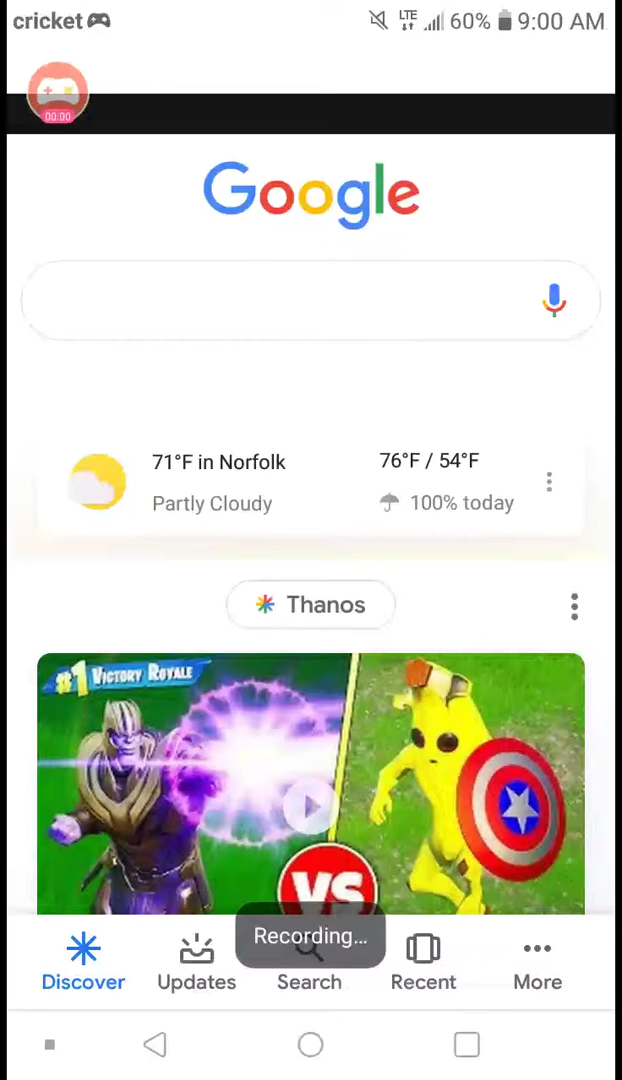 cricket
LTE 60% 9:00 AM
00:00
Google
71°F in Norfolk 76°F / 54°F
Partly Cloudy 100% today
Thanos
#1 VICTORY ROYALE
VS
Recording...
Discover Updates Search Recent More